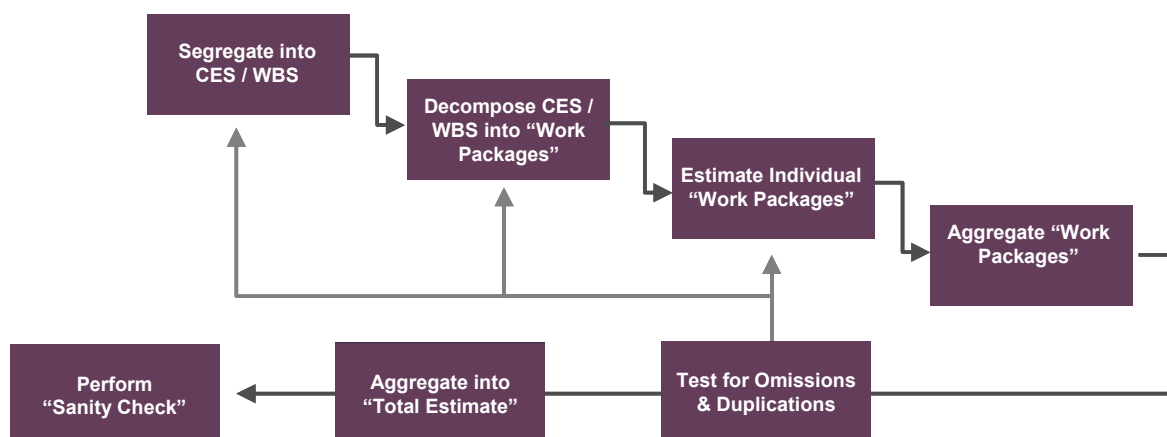 Segregate into
CES / WBS
Decompose CES /
WBS into “Work
Packages”
Estimate Individual
“Work Packages”
Aggregate “Work
Packages”
Perform
“Sanity Check”
Aggregate into
“Total Estimate”
Test for Omissions
& Duplications